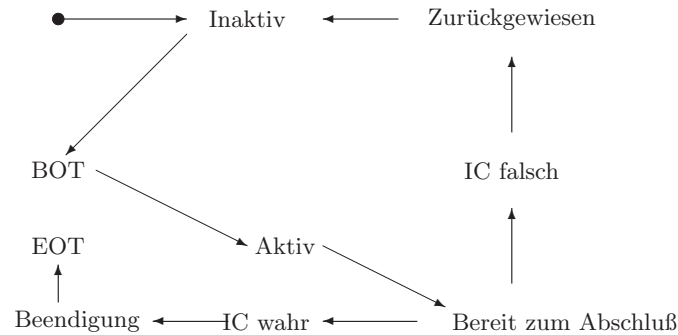 Inaktiv
Zurückgewiesen
BOT
IC falsch
EOT
Aktiv
Beendigung
IC wahr
Bereit zum Abschluß